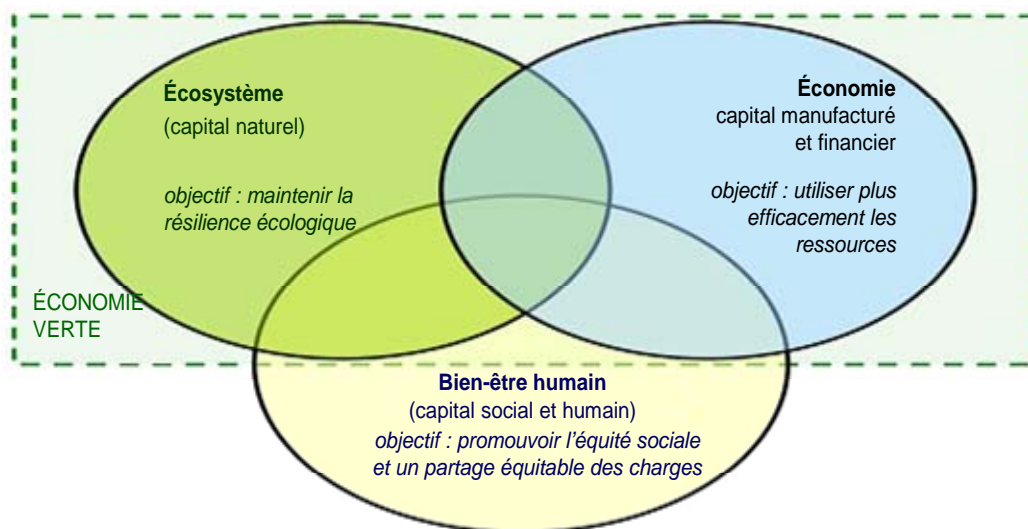 Écosystème
(capital naturel)
objectif : maintenir la
résilience écologique
Économie
capital manufacturé
et financier
objectif : utiliser plus
efficacement les
ressources
ÉCONOMIE
VERTE
Bien-être humain
(capital social et humain)
objectif : promouvoir l’équité sociale
et un partage équitable des charges